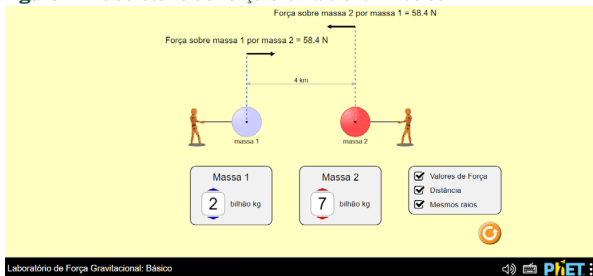 Força sobre massa 2 por massa 1 = 58.4 N
Força sobre massa 1 por massa 2 = 58.4 N
4 km
massa 1
massa 2
Massa 1
2 bilhão kg
Massa 2
7 bilhão kg
Valores de Força
Distância
Mesmos raios
Laboratório de Força Gravitacional: Básico
PhET